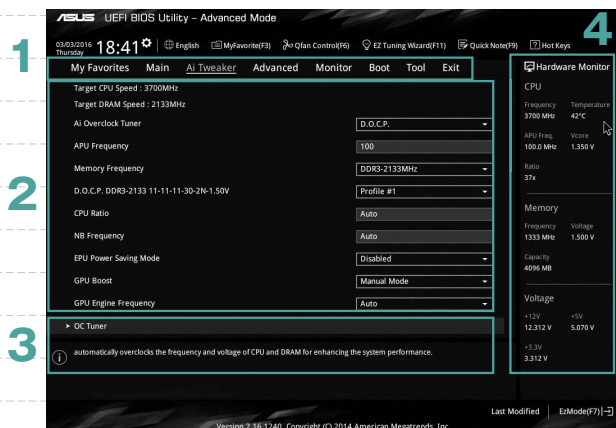 ASUS UEFI BIOS Utility – Advanced Mode
03/03/2016 Thursday 18:41 English MyFavorite(F3) Qfan Control(F6) EZ Tuning Wizard(F11) Quick Note(F9) ? Hot Keys
1
4
My Favorites Main Ai Tweaker Advanced Monitor Boot Tool Exit
2
Target CPU Speed : 3700MHz
Target DRAM Speed : 2133MHz
Ai Overclock Tuner D.O.C.P.
APU Frequency 100
Memory Frequency DDR3-2133MHz
D.O.C.P. DDR3-2133 11-11-11-30-2N-1.50V Profile #1
CPU Ratio Auto
NB Frequency Auto
EPU Power Saving Mode Disabled
GPU Boost Manual Mode
GPU Engine Frequency Auto
3
OC Tuner
automatically overclocks the frequency and voltage of CPU and DRAM for enhancing the system performance.
Hardware Monitor
CPU
Frequency Temperature
3700 MHz 42°C
APU Freq. Vcore
100.0 MHz 1.350 V
Ratio
37x
Memory
Frequency Voltage
1333 MHz 1.500 V
Capacity
4096 MB
Voltage
+12V +5V
12.312 V 5.070 V
+3.3V
3.312 V
Last Modified EzMode(F7)
Version 2.16.1240. Copyright (C) 2014 American Megatrends, Inc.